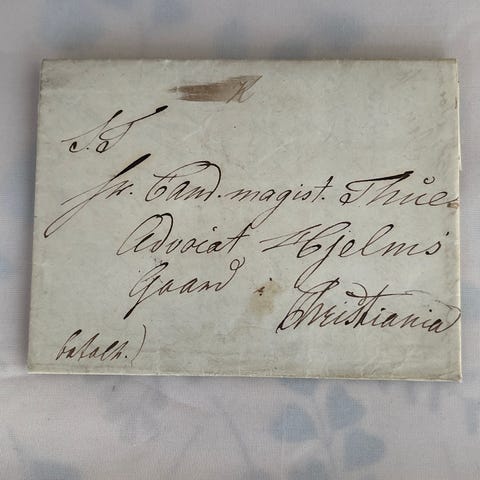 S.T
Hr. Cand. magist. Thue
Advocat Hjelms
Gaard i
Christiania
betalt.)